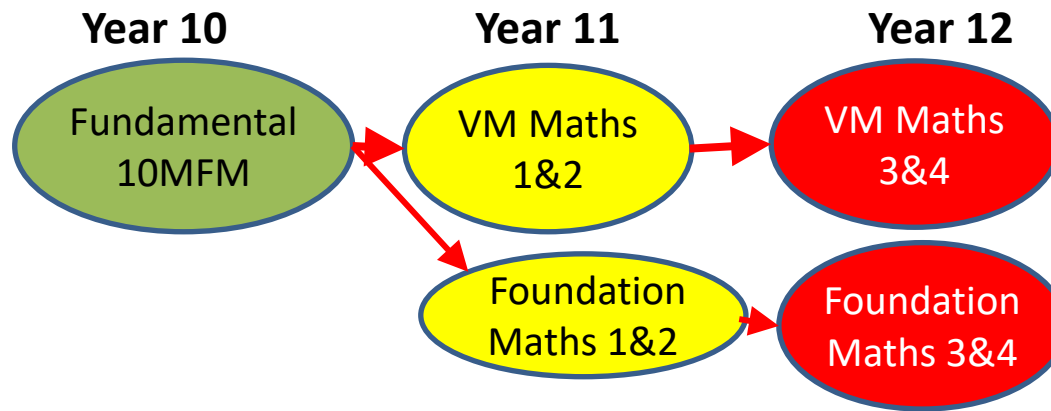 Year 10
Year 11
Year 12
Fundamental
10MFM
VM Maths
1&2
VM Maths
3&4
Foundation
Maths 1&2
Foundation
Maths 3&4